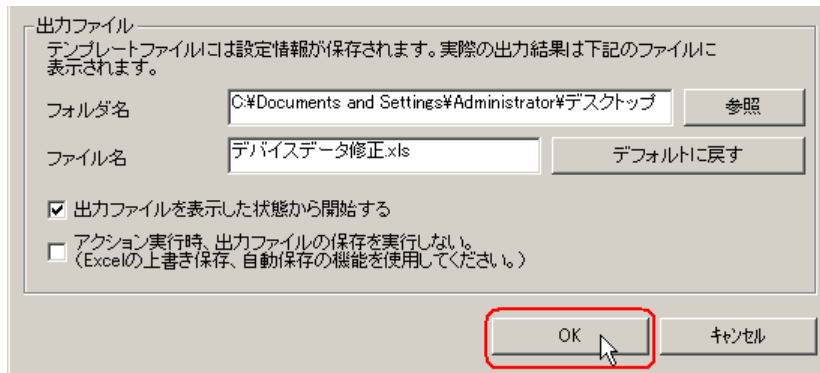 出力ファイル
テンプレートファイルには設定情報が保存されます。実際の出力結果は下記のファイルに
表示されます。
フォルダ名 C:¥Documents and Settings¥Administrator¥デスクトップ 参照
ファイル名 デバイスデータ修正.xls デフォルトに戻す
出力ファイルを表示した状態から開始する
アクション実行時、出力ファイルの保存を実行しない。
（Excelの上書き保存、自動保存の機能を使用してください。）
OK キャンセル